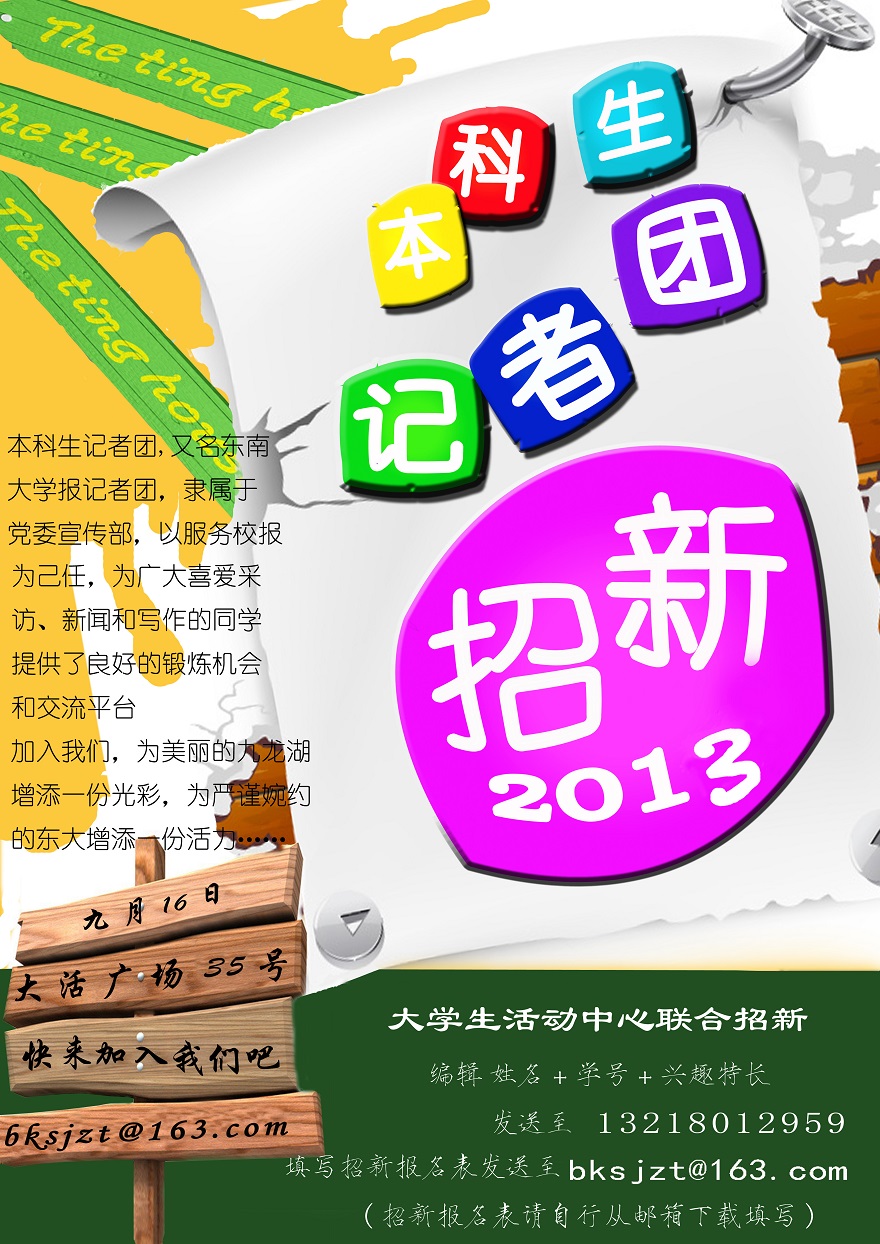 The ting ho
The ting
The ting hous
本科生
记者团
招新
2013
本科生记者团,又名东南
大学报记者团，隶属于
党委宣传部，以服务校报
为己任，为广大喜爱采
访、新闻和写作的同学
提供了良好的锻炼机会
和交流平台
加入我们，为美丽的九龙湖
增添一份光彩，为严谨婉约
的东大增添一份活力……
九月16日
大活广场35号
快来加入我们吧
bksjzt@163.com
大学生活动中心联合招新
编辑 姓名+学号+兴趣特长
发送至 13218012959
填写招新报名表发送至bksjzt@163.com
（招新报名表请自行从邮箱下载填写）